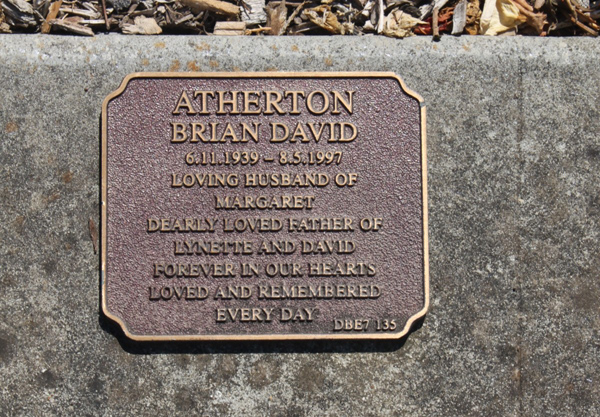 ATHERTON
BRIAN DAVID
6.11.1939 – 8.5.1997
LOVING HUSBAND OF
MARGARET
DEARLY LOVED FATHER OF
LYNETTE AND DAVID
FOREVER IN OUR HEARTS
LOVED AND REMEMBERED
EVERY DAY
DBE7 135